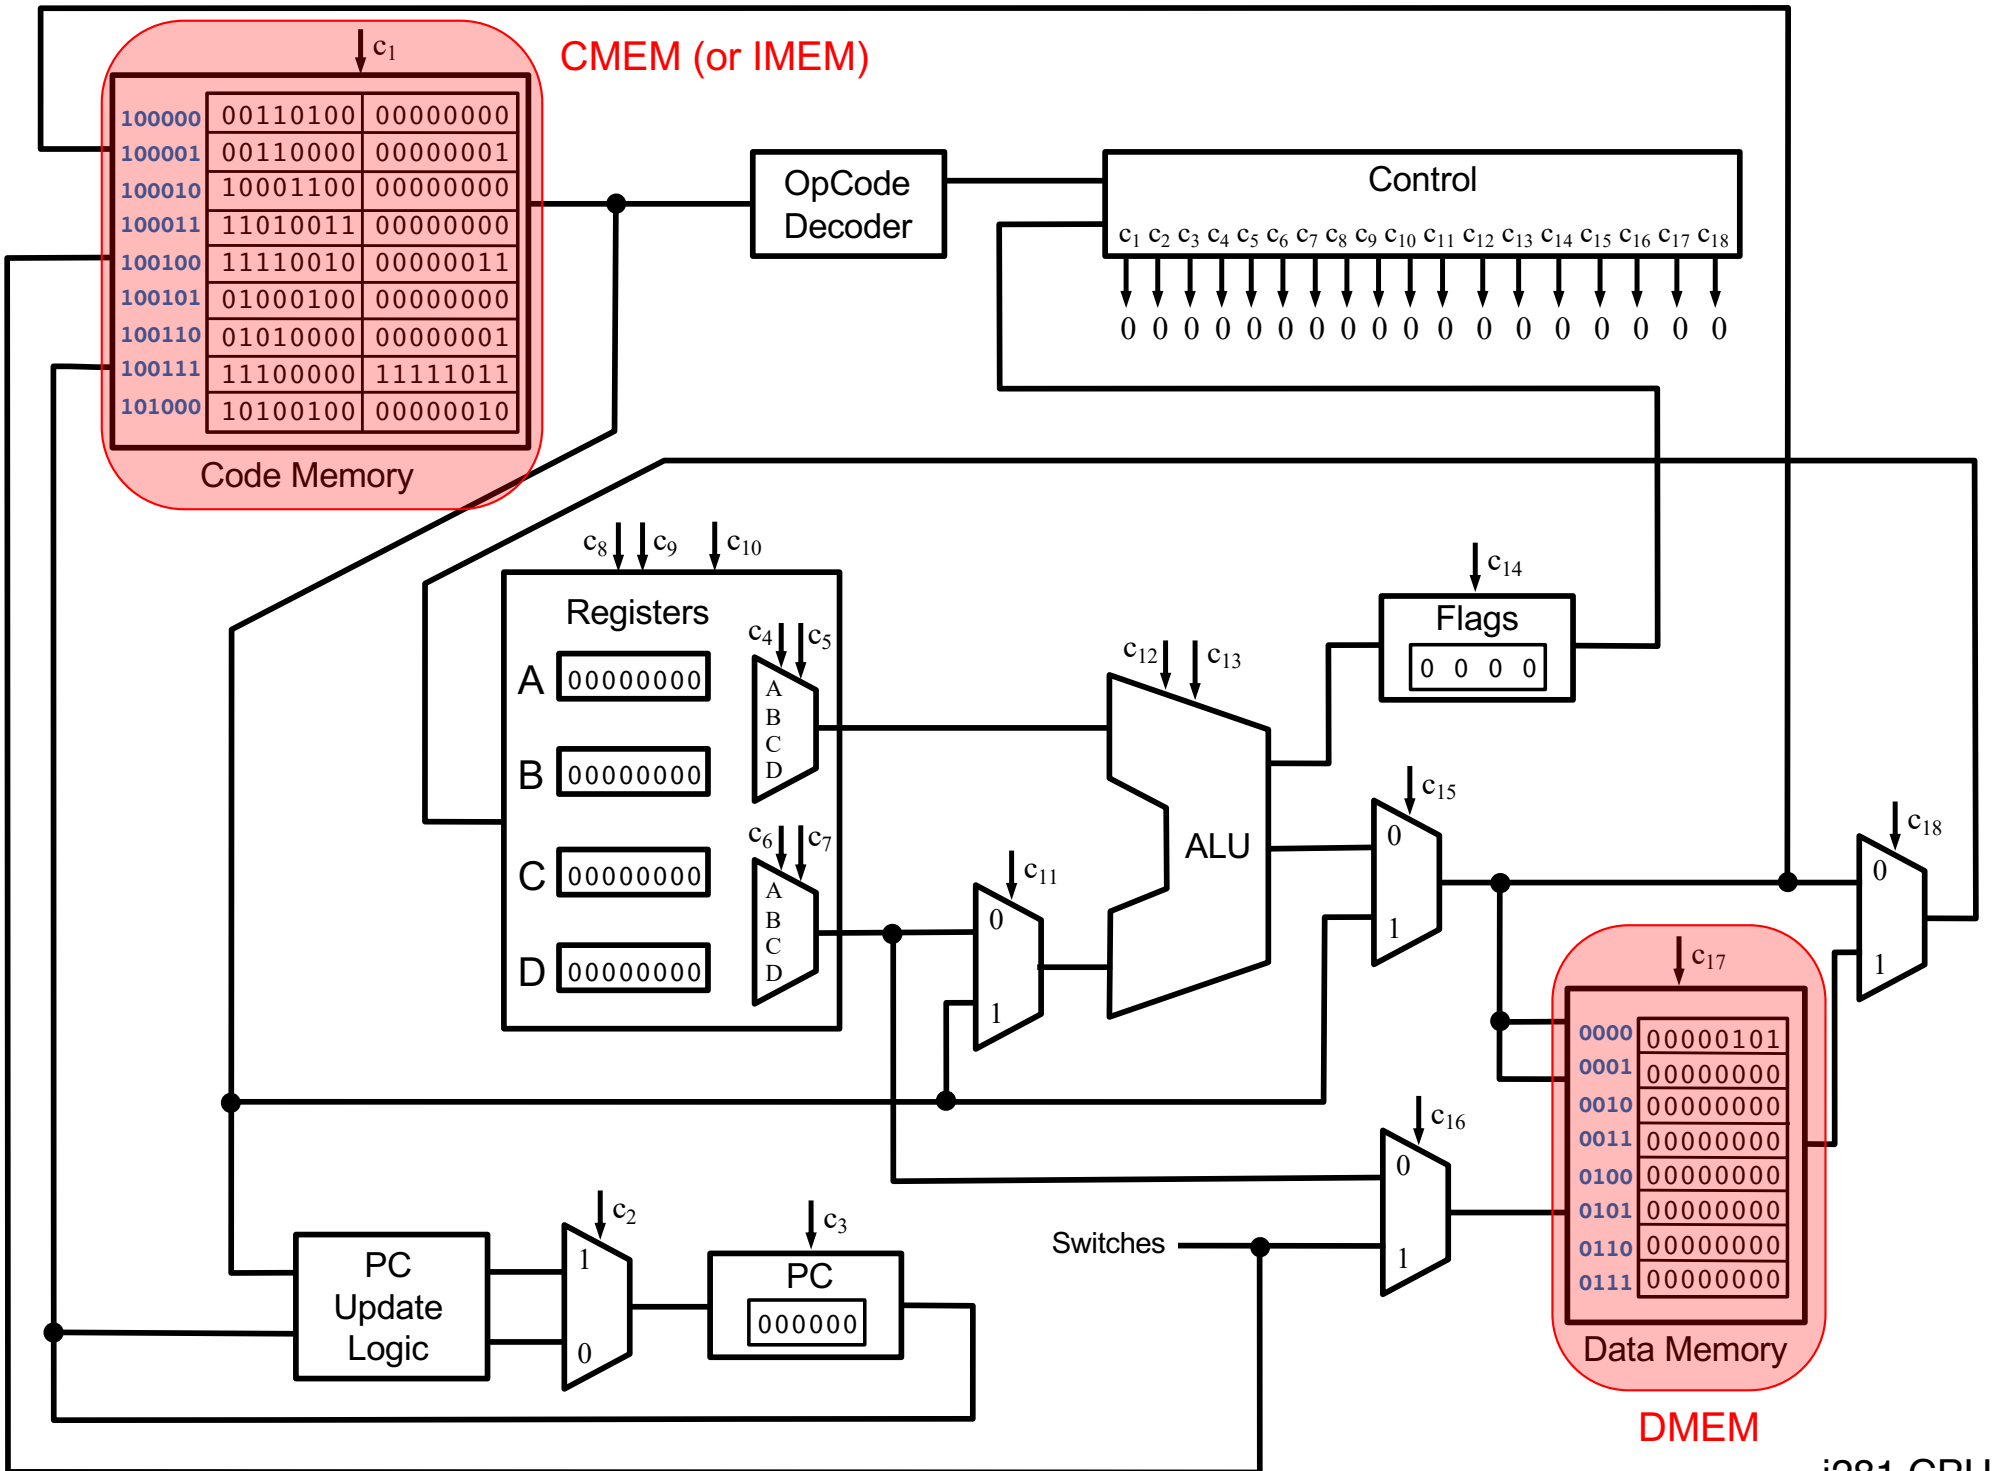 c1
CMEM (or IMEM)
100000 00110100 00000000
100001 00110000 00000001
100010 10001100 00000000
100011 11010011 00000000
100100 11110010 00000011
100101 01000100 00000000
100110 01010000 00000001
100111 11100000 11111011
101000 10100100 00000010
Code Memory
OpCode
Decoder
Control
c1 c2 c3 c4 c5 c6 c7 c8 c9 c10 c11 c12 c13 c14 c15 c16 c17 c18
0 0 0 0 0 0 0 0 0 0 0 0 0 0 0 0 0 0
c8 c9 c10
Registers
c4 c5
A 00000000
B 00000000
C 00000000
D 00000000
A
B
C
D
c6 c7
A
B
C
D
c11
0
1
c12 c13
ALU
c14
Flags
0 0 0 0
c15
0
1
c18
0
1
c17
0000 00000101
0001 00000000
0010 00000000
0011 00000000
0100 00000000
0101 00000000
0110 00000000
0111 00000000
Data Memory
DMEM
c16
0
1
Switches
PC
Update
Logic
c2
1
0
c3
PC
000000
i281 CPU